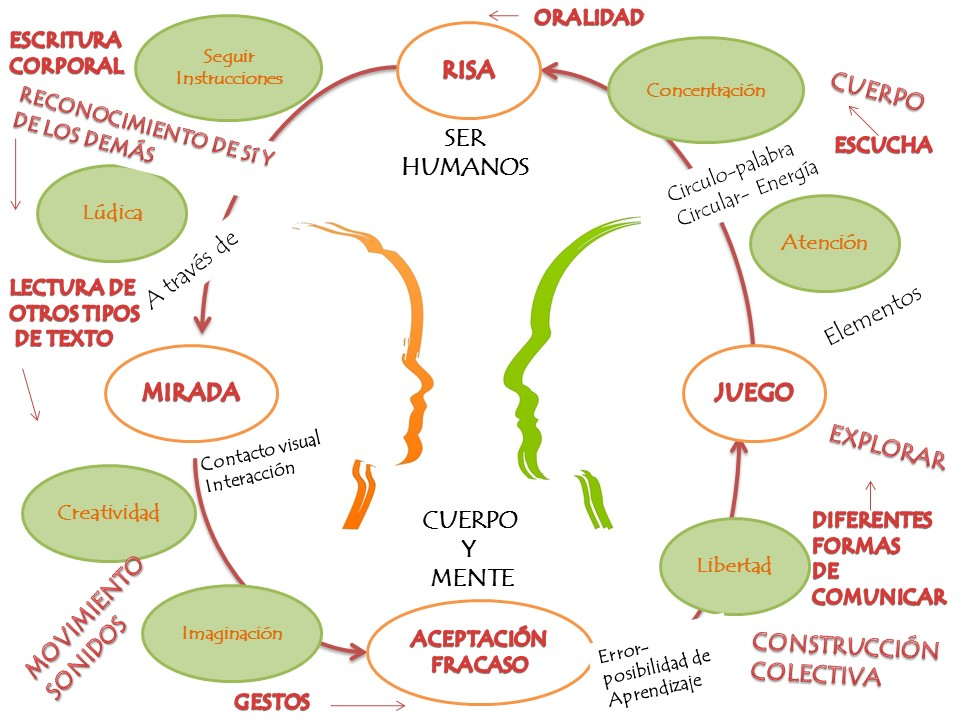 ORALIDAD
ESCRITURA
CORPORAL
Seguir
Instrucciones
RISA
Concentración
CUERPO
RECONOCIMIENTO DE SÍ Y
DE LOS DEMÁS
SER
HUMANOS
ESCUCHA
Circulo-palabra
Circular- Energía
Lúdica
Atención
A través de
LECTURA DE
OTROS TIPOS
DE TEXTO
Elementos
MIRADA
JUEGO
Contacto visual
Interacción
EXPLORAR
Creatividad
CUERPO
Y
MENTE
DIFERENTES
FORMAS
DE
COMUNICAR
Libertad
MOVIMIENTO
SONIDOS
Imaginación
ACEPTACIÓN
FRACASO
Error-
posibilidad de
Aprendizaje
CONSTRUCCIÓN
COLECTIVA
GESTOS